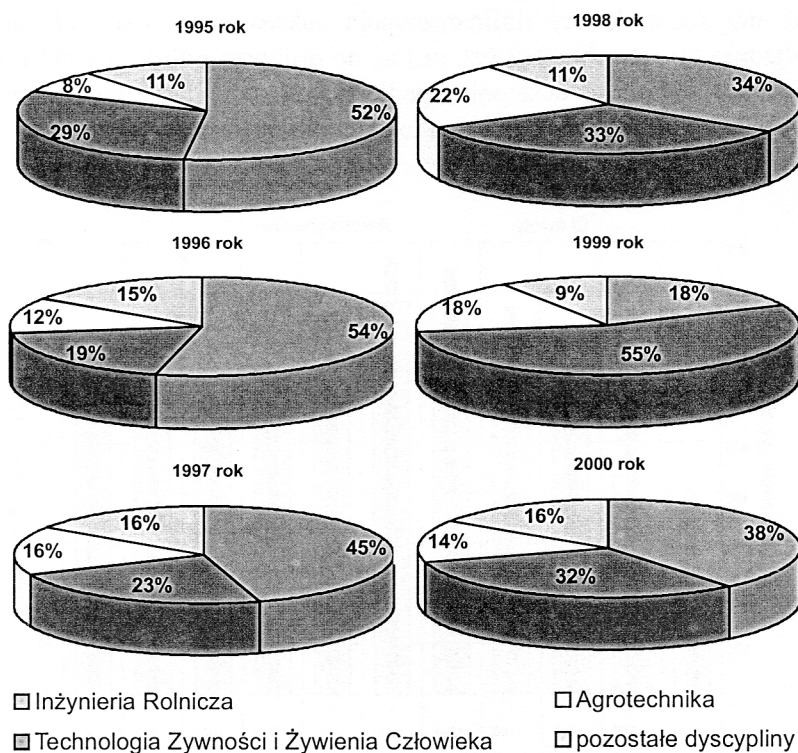 1995 rok
11%
8%
52%
29%
1998 rok
11%
34%
22%
33%
1996 rok
15%
12%
54%
19%
1999 rok
9%
18%
18%
55%
1997 rok
16%
16%
45%
23%
2000 rok
16%
38%
14%
32%
Inżynieria Rolnicza
Agrotechnika
Technologia Zywności i Żywienia Człowieka
pozostałe dyscypliny